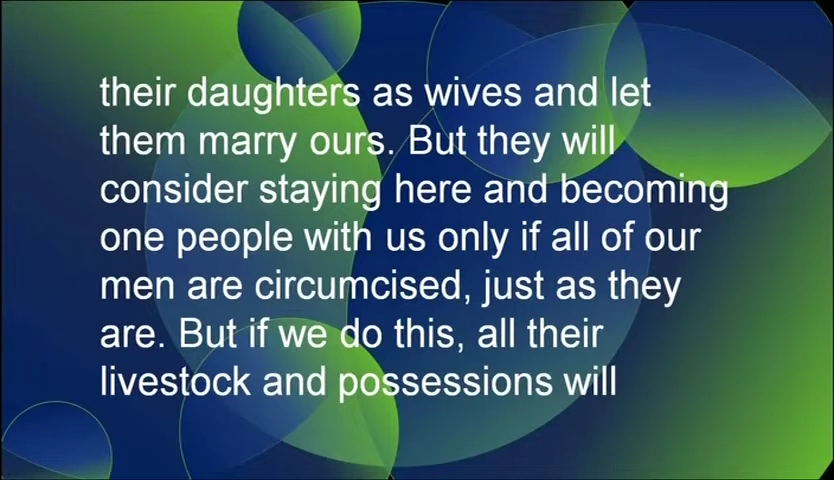 their daughters as wives and let
them marry ours. But they will
consider staying here and becoming
one people with us only if all of our
men are circumcised, just as they
are. But if we do this, all their
livestock and possessions will